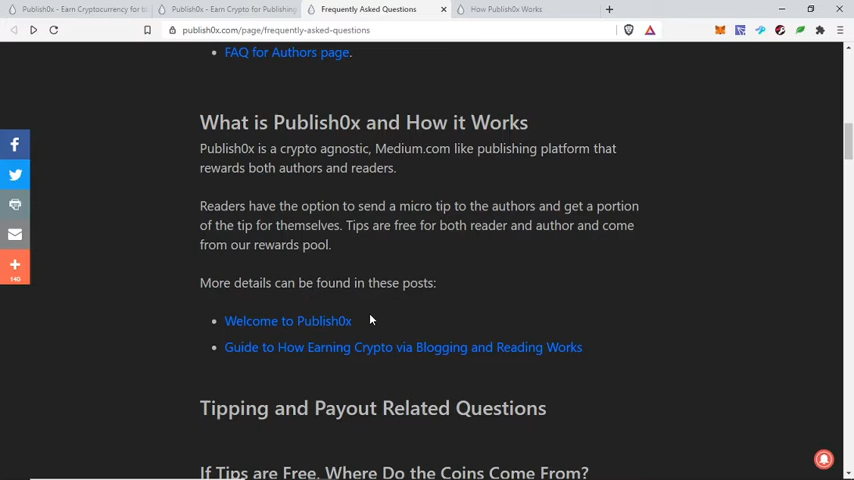 Publish0x - Earn Cryptocurrency for b
Publish0x - Earn Crypto for Publishing
Frequently Asked Questions
How Publish0x Works
publish0x.com/page/frequently-asked-questions
FAQ for Authors page.
What is Publish0x and How it Works
Publish0x is a crypto agnostic, Medium.com like publishing platform that
rewards both authors and readers.
Readers have the option to send a micro tip to the authors and get a portion
of the tip for themselves. Tips are free for both reader and author and come
from our rewards pool.
More details can be found in these posts:
Welcome to Publish0x
Guide to How Earning Crypto via Blogging and Reading Works
140
Tipping and Payout Related Questions
If Tips are Free, Where Do the Coins Come From?